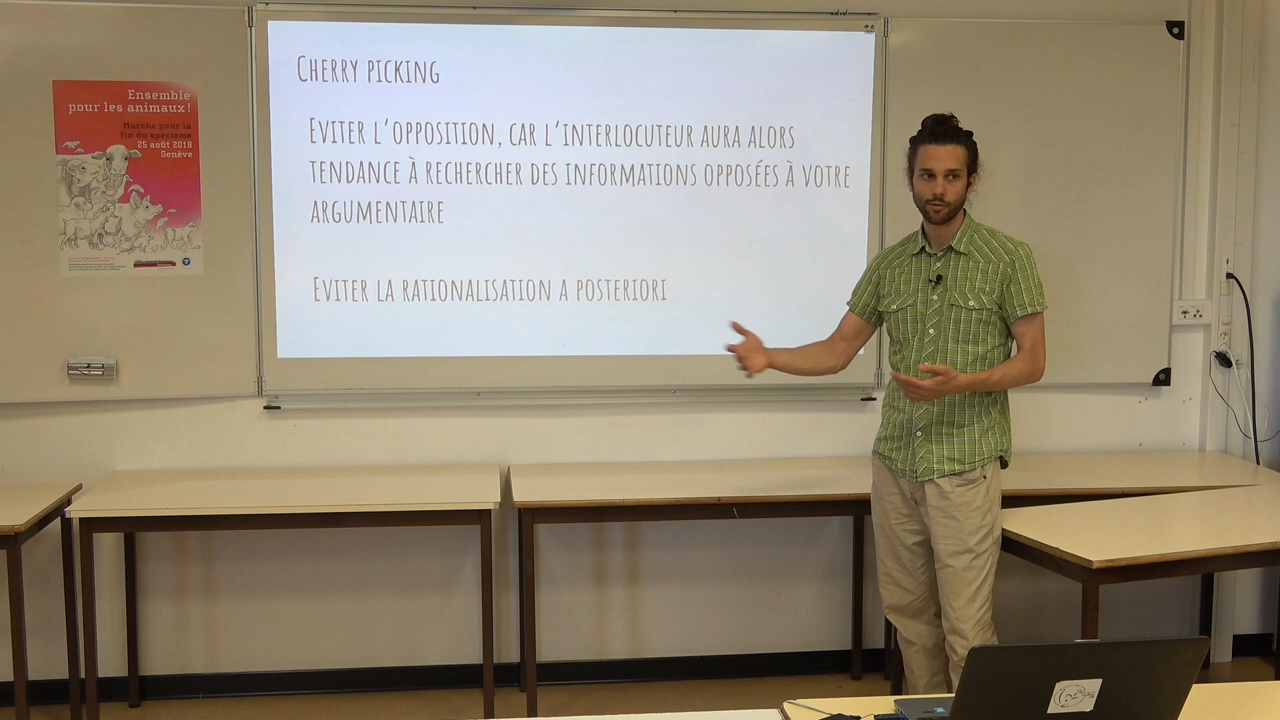 Ensemble
pour les animaux!
Marche pour la
fin du spécisme
25 août 2018
Genève
CHERRY PICKING
EVITER L'OPPOSITION, CAR L'INTERLOCUTEUR AURA ALORS
TENDANCE À RECHERCHER DES INFORMATIONS OPPOSÉES À VOTRE
ARGUMENTAIRE
EVITER LA RATIONALISATION A POSTERIORI